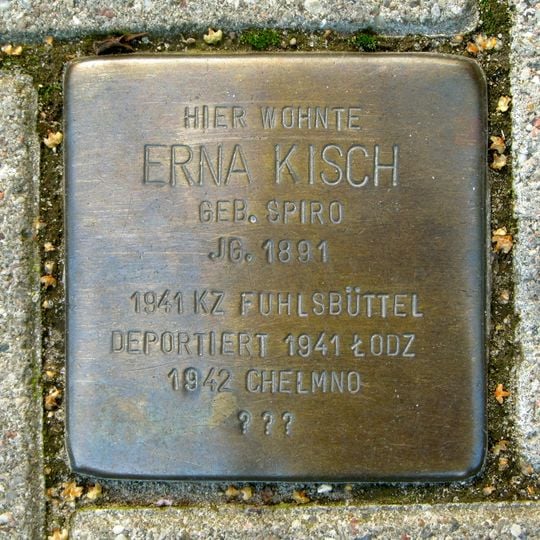 HIER WOHNTE
ERNA KISCH
GEB. SPIRO
JG. 1891
1941 KZ FUHLSBÜTTEL
DEPORTIERT 1941 ŁODZ
1942 CHELMNO
???